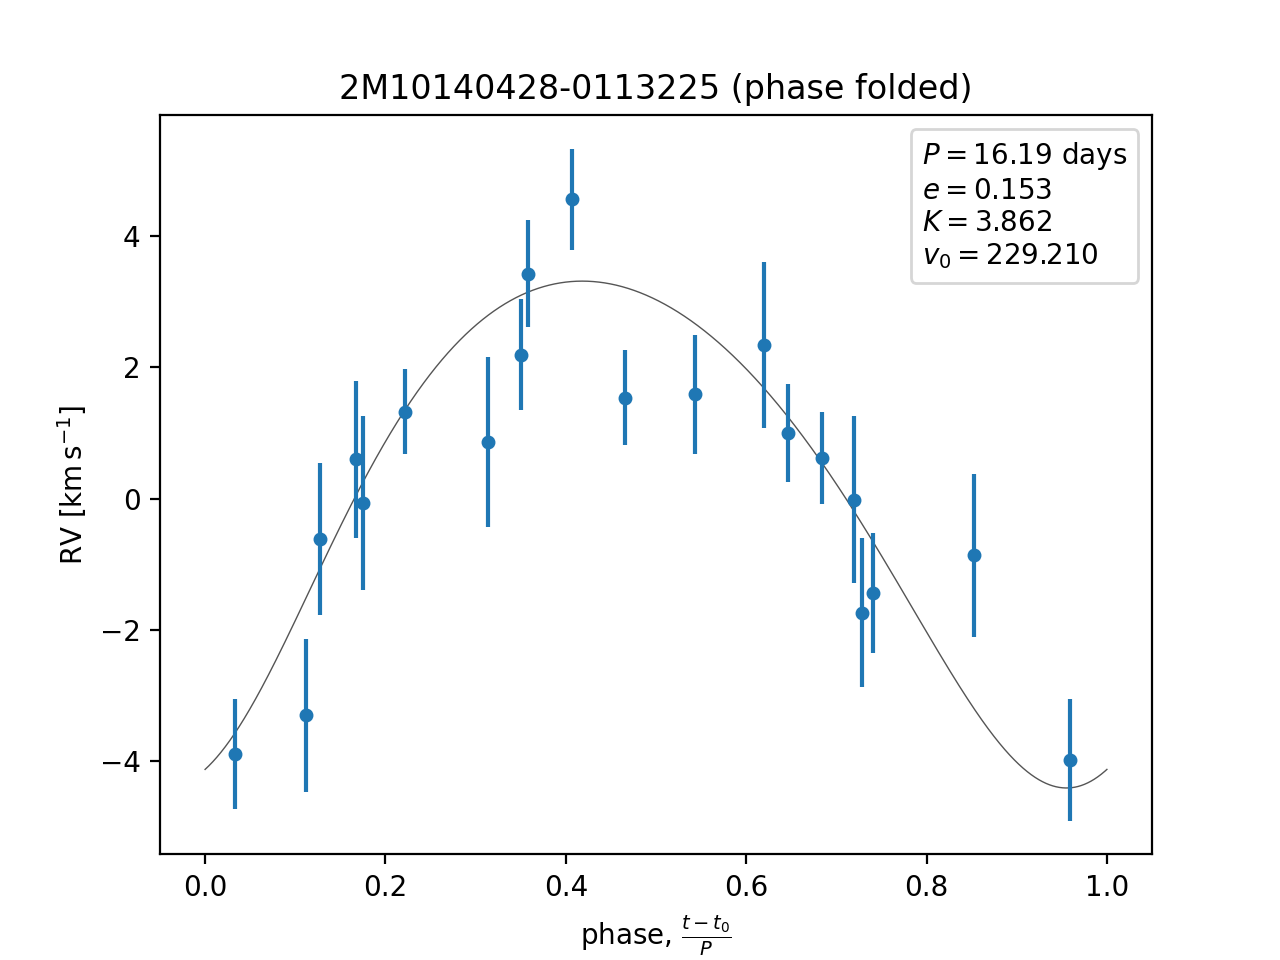 2M10140428-0113225 (phase folded)
P = 16.19 days
e = 0.153
K = 3.862
v₀ = 229.210
RV [km s⁻¹]
4
2
0
−2
−4
0.0 0.2 0.4 0.6 0.8 1.0
phase, (t − t₀)/P